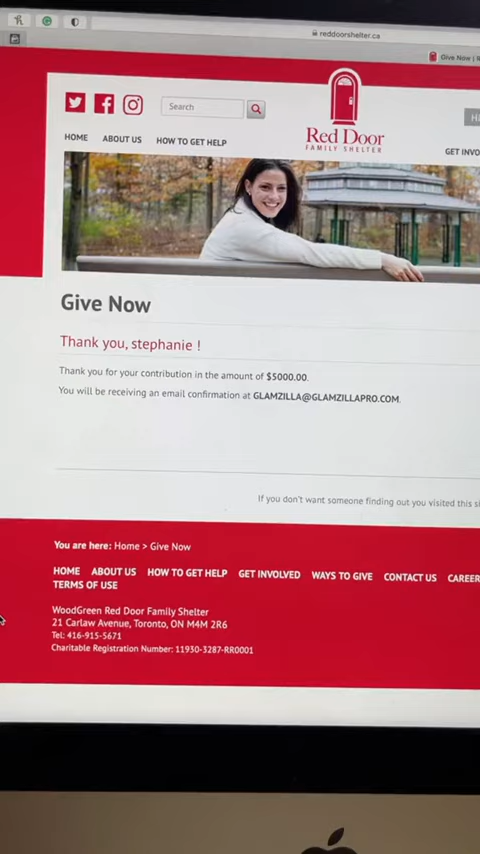 reddoorshelter.ca
Give Now
Search
HOME ABOUT US HOW TO GET HELP
Red Door
FAMILY SHELTER
Give Now
Thank you, stephanie !
Thank you for your contribution in the amount of $5000.00.
You will be receiving an email confirmation at GLAMZILLA@GLAMZILLAPRO.COM.
If you don't want someone finding out you visited this
You are here: Home > Give Now
HOME ABOUT US HOW TO GET HELP GET INVOLVED WAYS TO GIVE CONTACT US
TERMS OF USE
WoodGreen Red Door Family Shelter
21 Carlaw Avenue, Toronto, ON M4M 2R6
Tel: 416-915-5671
Charitable Registration Number: 11930-3287-RR0001